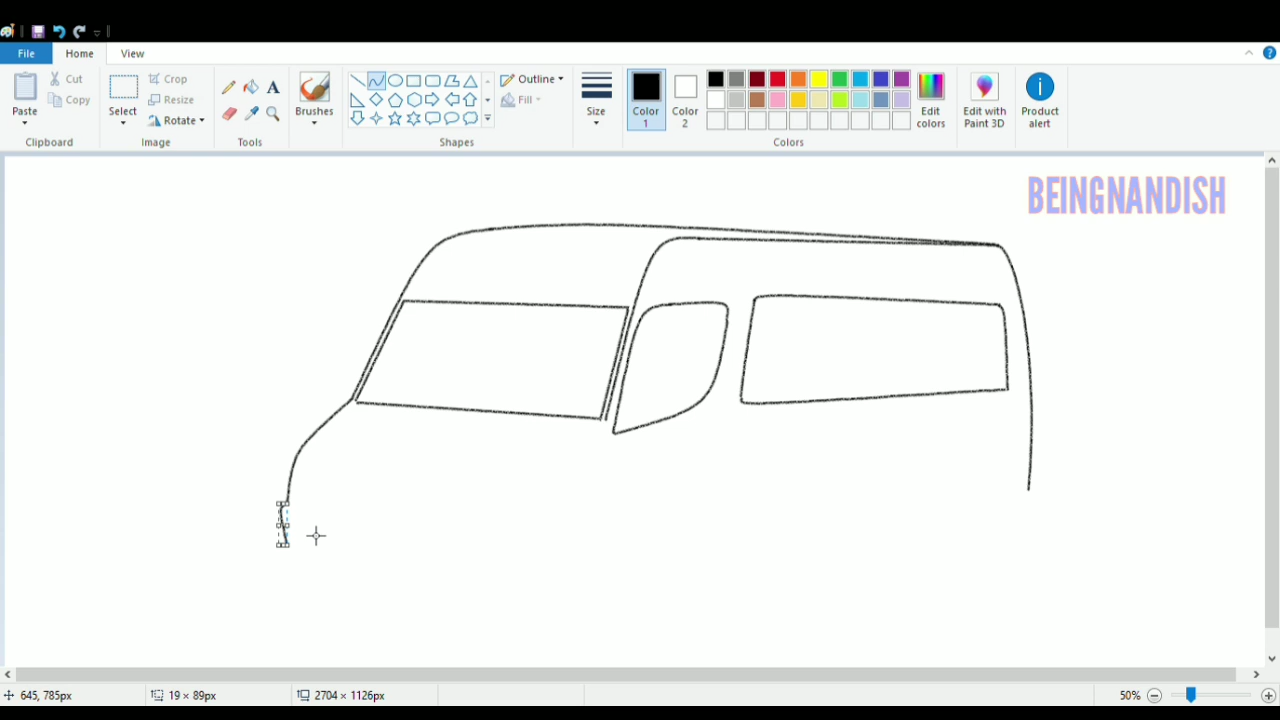 File
Home
View
Paste
Cut
Copy
Clipboard
Select
Crop
Resize
Rotate
Image
A
Tools
Brushes
Outline
Fill
Shapes
Size
Color
1
Color
2
Edit
colors
Colors
Edit with
Paint 3D
Product
alert
BEINGNANDISH
645, 785px
19 × 89px
2704 × 1126px
50%